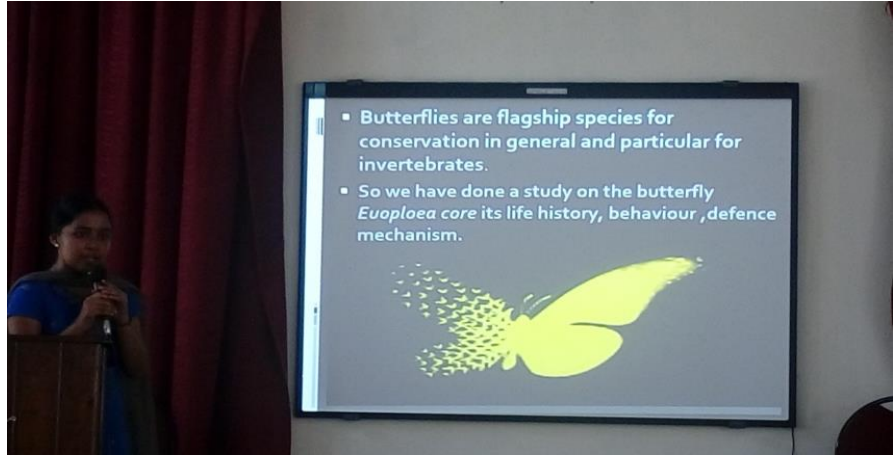 ▪ Butterflies are flagship species for
conservation in general and particular for
invertebrates.
▪ So we have done a study on the butterfly
Euoploea core its life history, behaviour ,defence
mechanism.